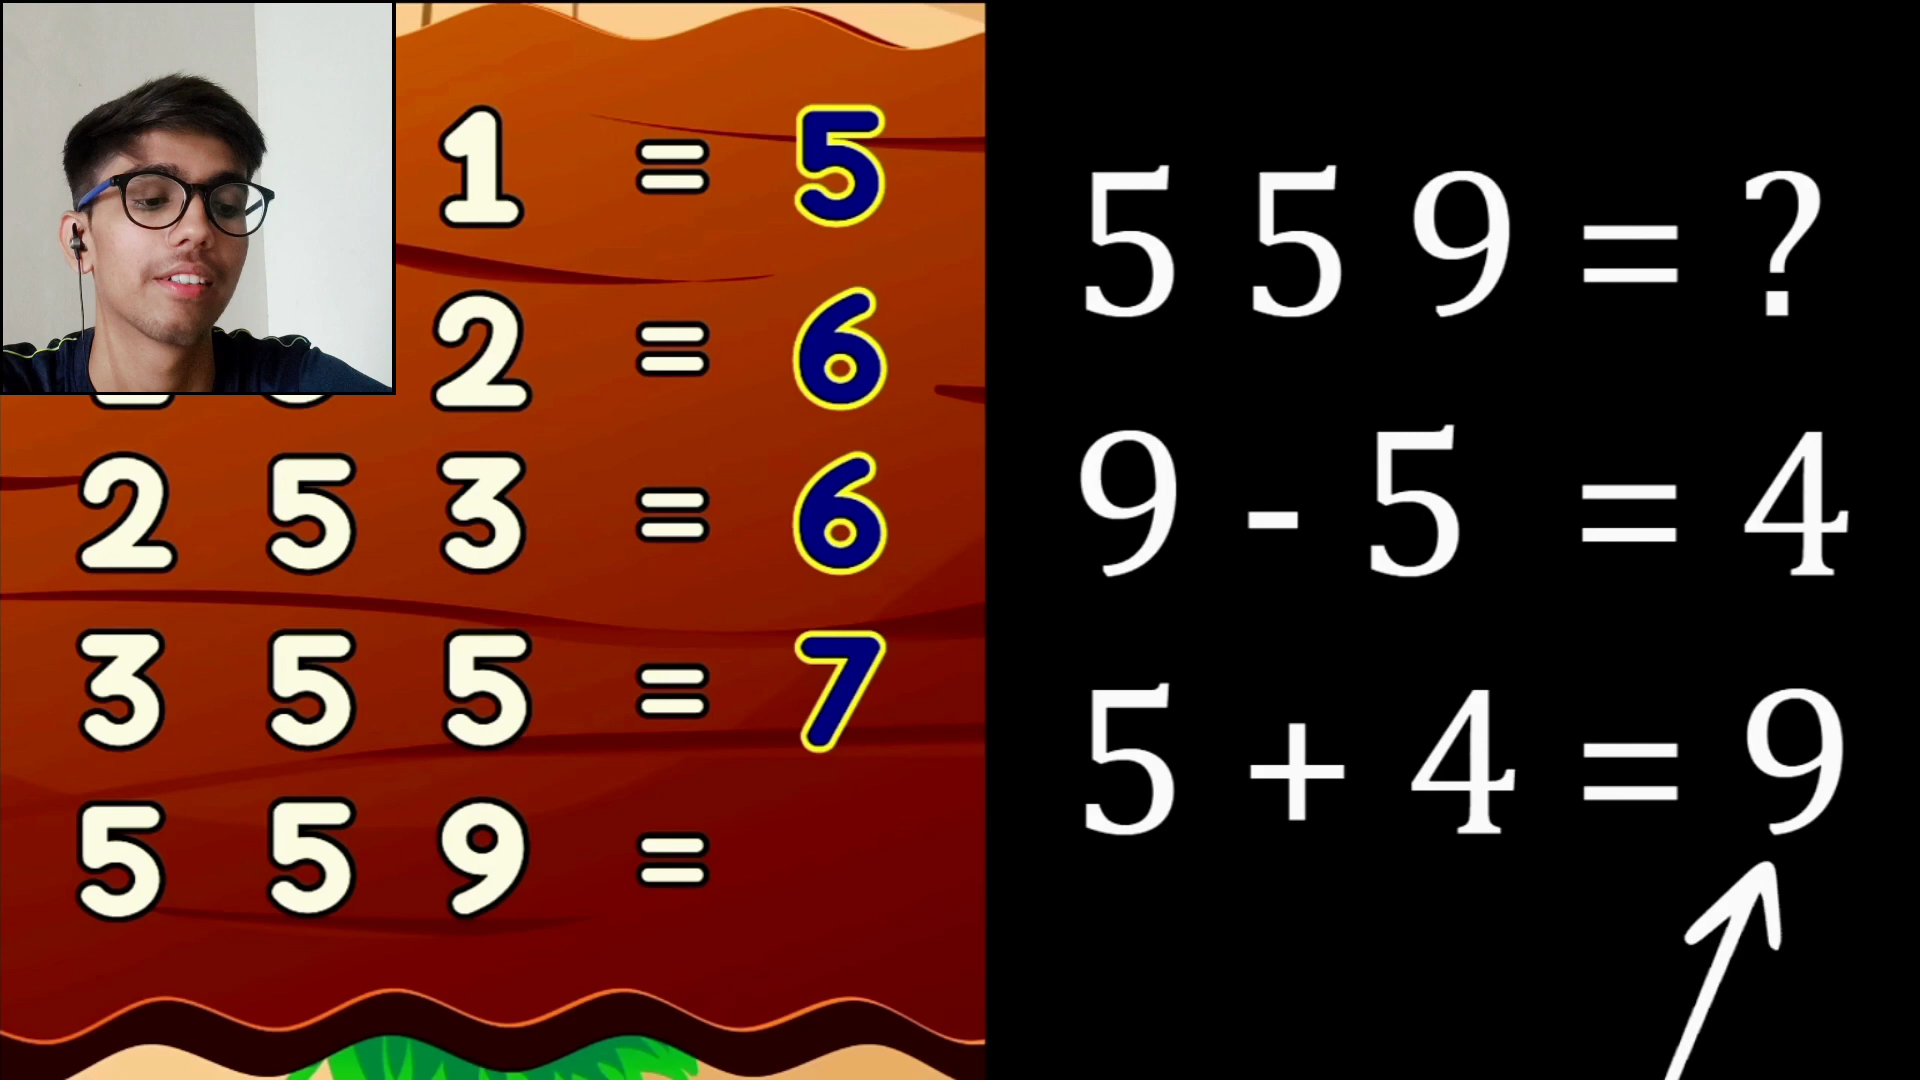 1 = 5
2 = 6
2 5 3 = 6
3 5 5 = 7
5 5 9 =
5 5 9 = ?
9 - 5 = 4
5 + 4 = 9